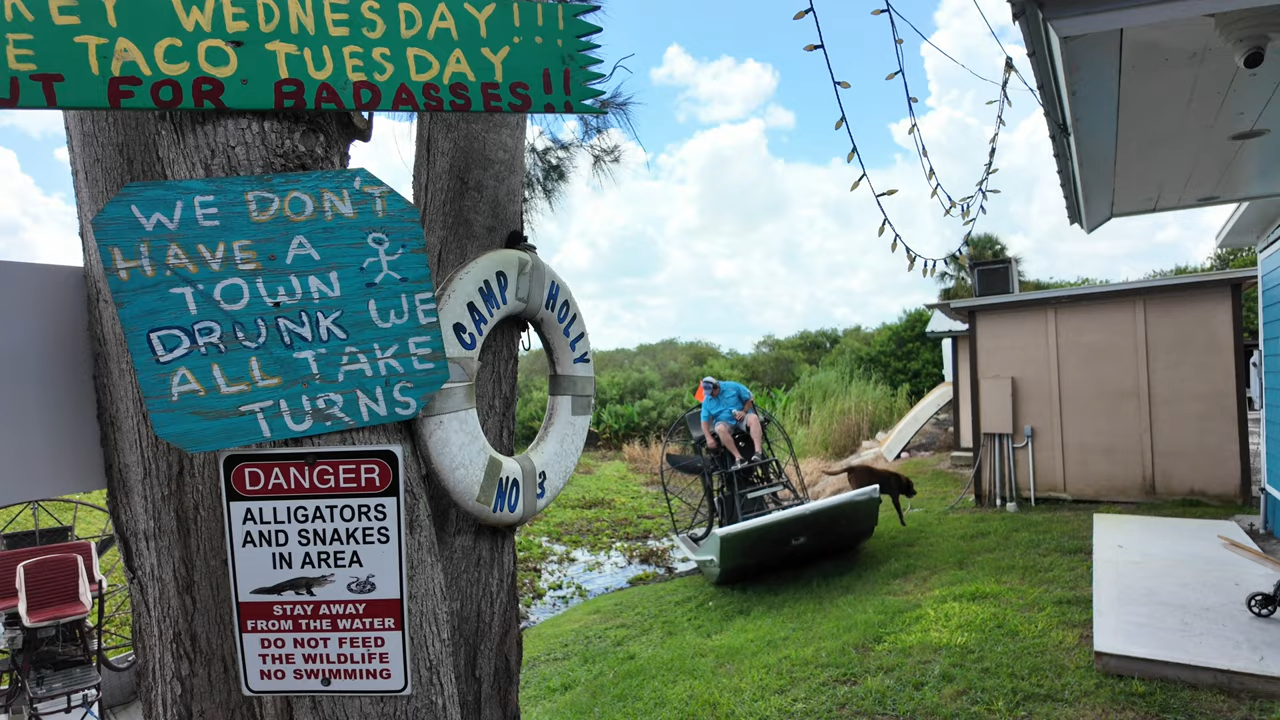 WEDNESDAY!!!
TACO TUESDAY
FOR BADASSES!!
WE DON'T
HAVE A
TOWN
DRUNK WE
ALL TAKE
TURNS
CAMP HOLLY
NO 3
DANGER
ALLIGATORS
AND SNAKES
IN AREA
STAY AWAY
FROM THE WATER
DO NOT FEED
THE WILDLIFE
NO SWIMMING